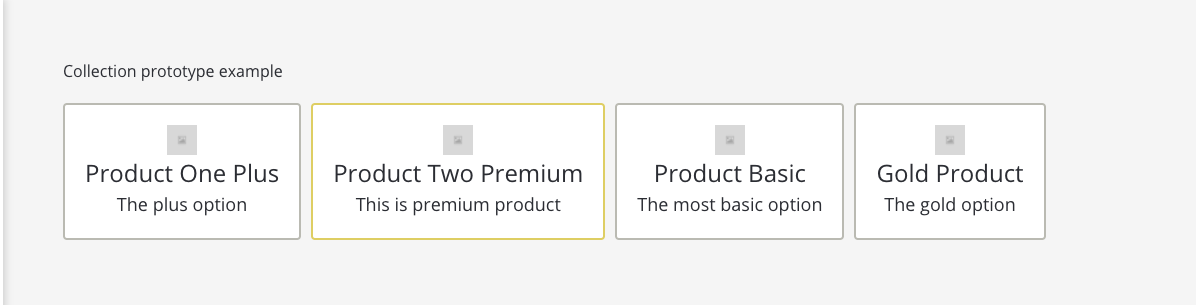 Collection prototype example
Product One Plus
The plus option
Product Two Premium
This is premium product
Product Basic
The most basic option
Gold Product
The gold option